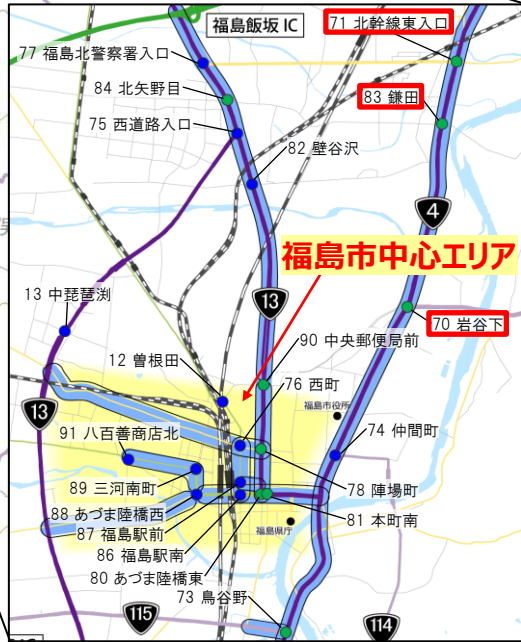 福島飯坂 IC
71 北幹線東入口
77 福島北警察署入口
84 北矢野目
83 鎌田
75 西道路入口
82 壁谷沢
4
福島市中心エリア
13 中琵琶渕
13
70 岩谷下
90 中央郵便局前
12 曽根田
76 西町
13
福島市役所
91 八百善商店北
74 仲間町
89 三河南町
78 陣場町
88 あづま陸橋西
81 本町南
87 福島駅前
福島県庁
86 福島駅南
80 あづま陸橋東
73 鳥谷野
115
114